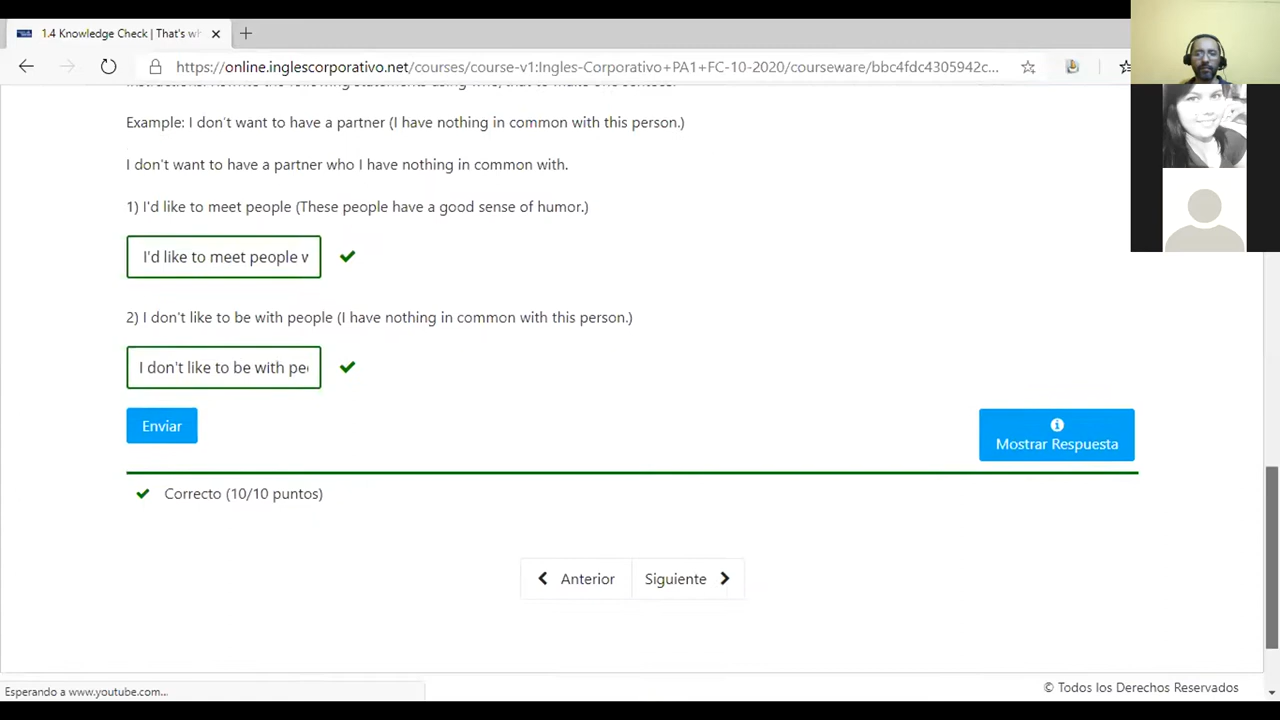 1.4 Knowledge Check | That's wh
https://online.inglescorporativo.net/courses/course-v1:Ingles-Corporativo+PA1+FC-10-2020/courseware/bbc4fdc4305942c...
Example: I don't want to have a partner (I have nothing in common with this person.)
I don't want to have a partner who I have nothing in common with.
1) I'd like to meet people (These people have a good sense of humor.)
I'd like to meet people w
2) I don't like to be with people (I have nothing in common with this person.)
I don't like to be with peo
Enviar
Mostrar Respuesta
Correcto (10/10 puntos)
Anterior
Siguiente
Esperando a www.youtube.com...
© Todos los Derechos Reservados